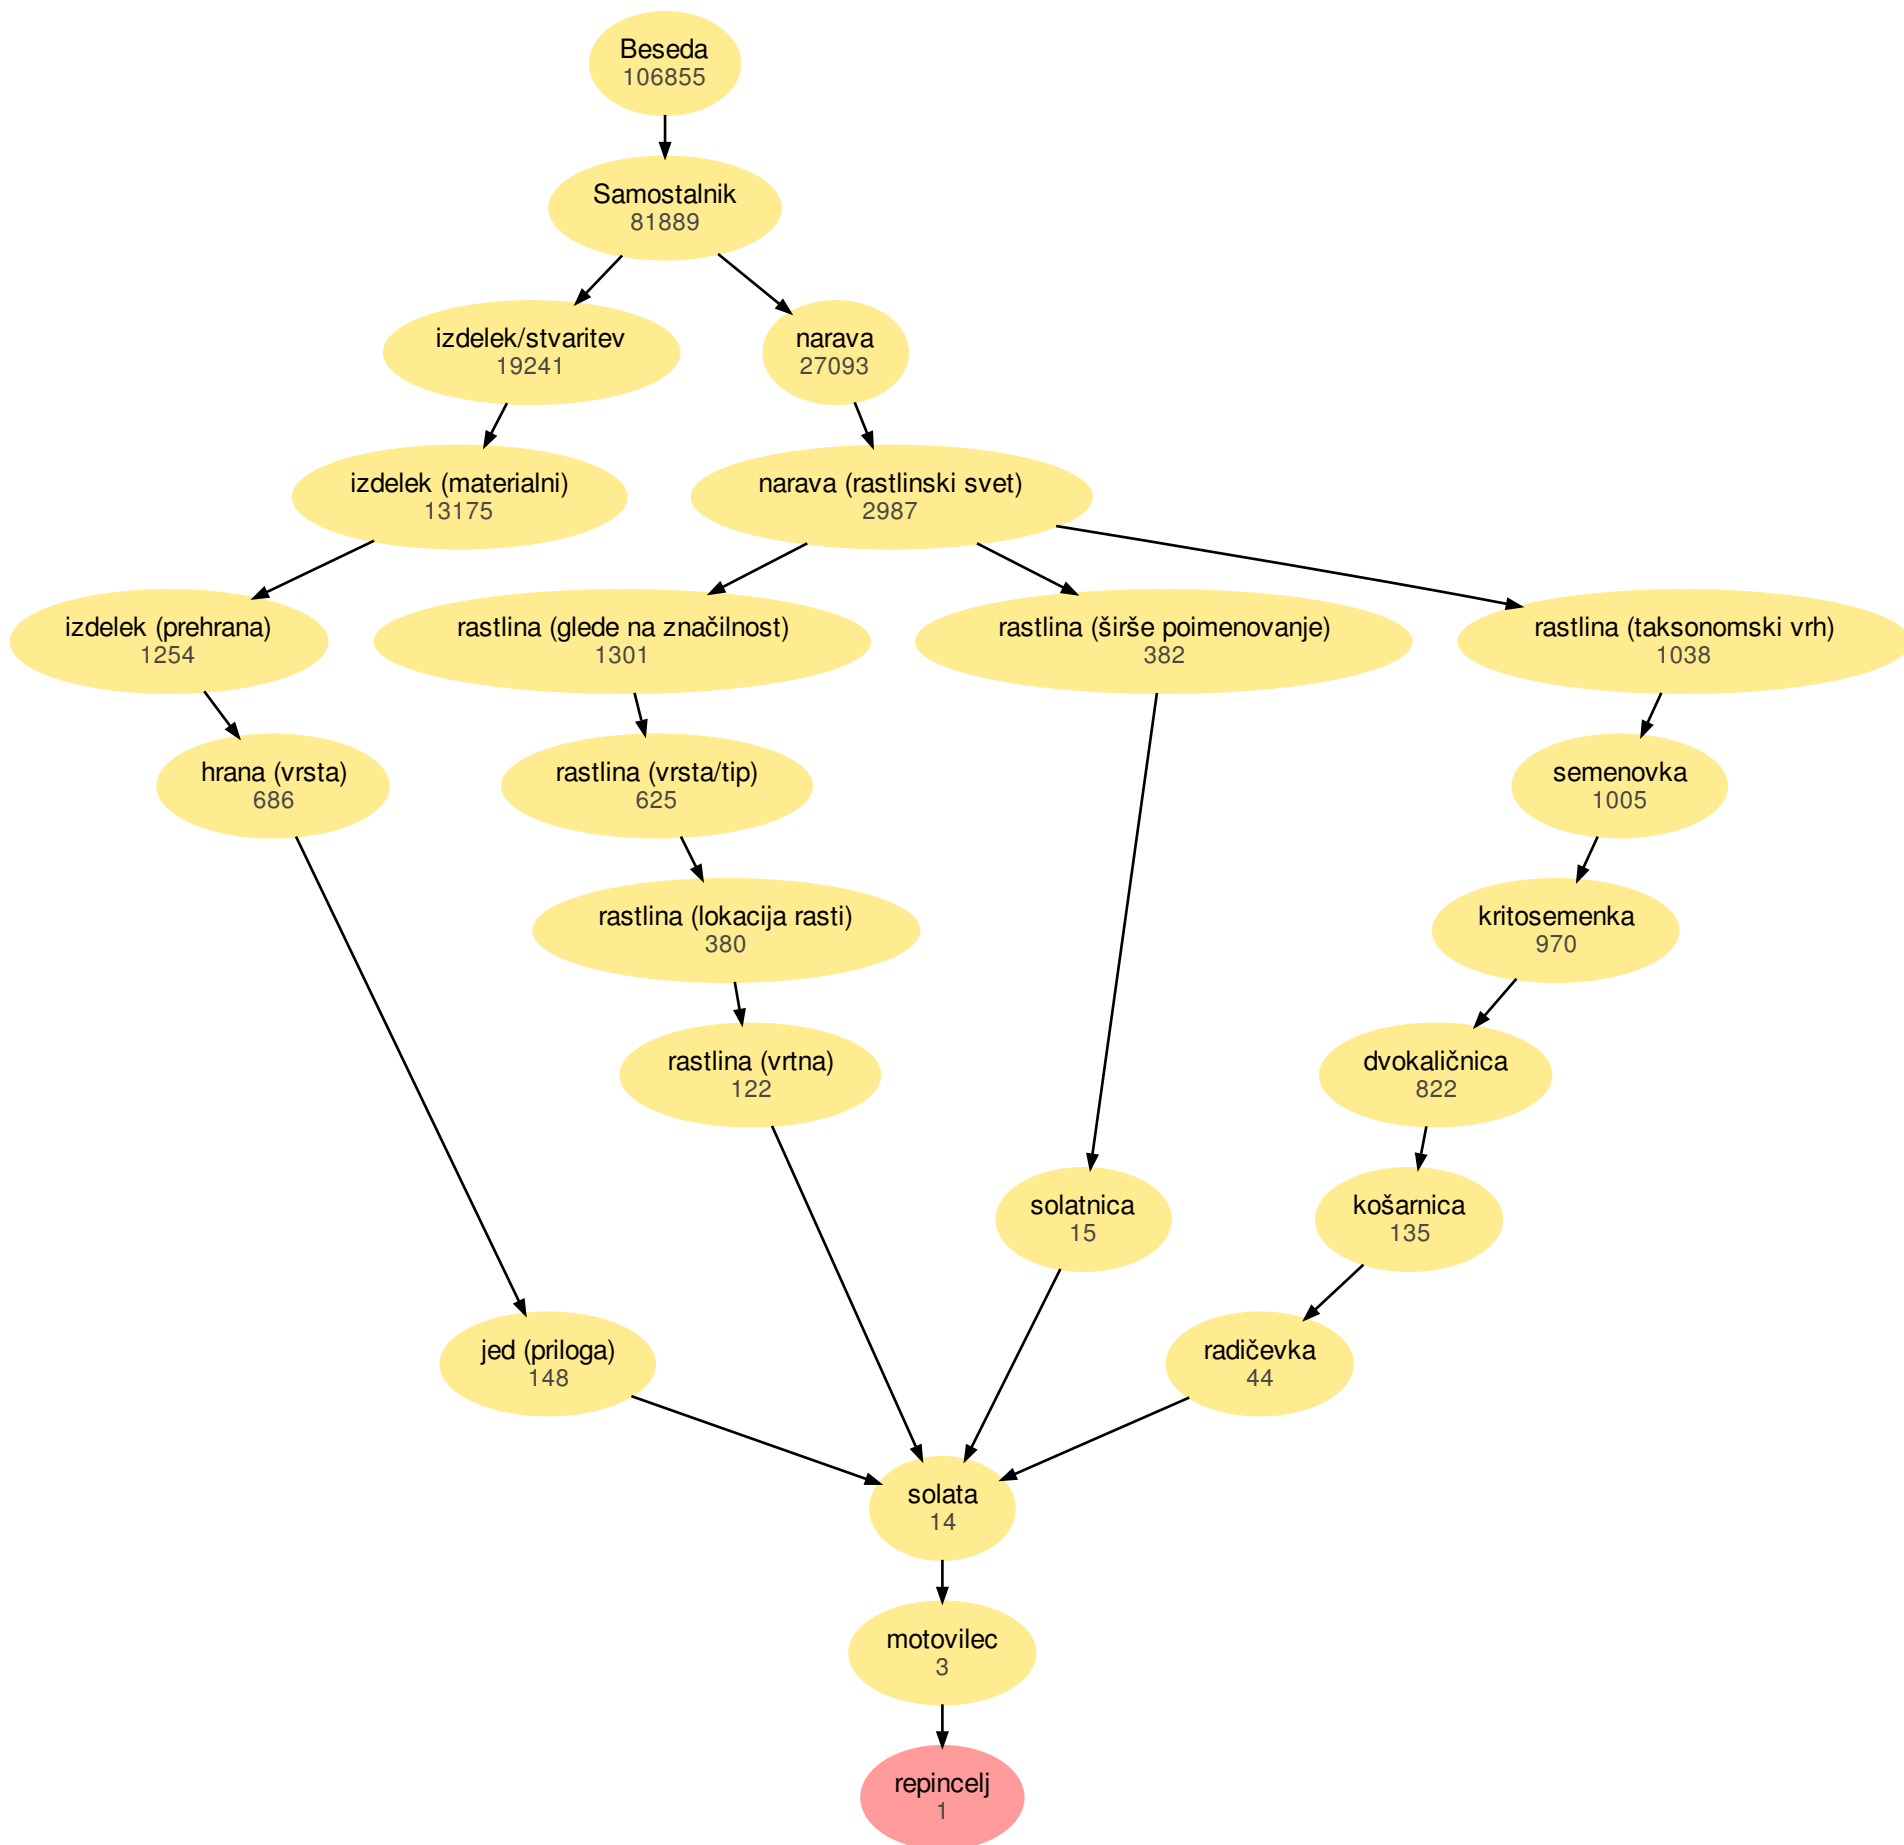 Beseda
106855
Samostalnik
81889
izdelek/stvaritev
19241
narava
27093
izdelek (materialni)
13175
narava (rastlinski svet)
2987
izdelek (prehrana)
1254
rastlina (glede na značilnost)
1301
rastlina (širše poimenovanje)
382
rastlina (taksonomski vrh)
1038
hrana (vrsta)
686
rastlina (vrsta/tip)
625
semenovka
1005
rastlina (lokacija rasti)
380
kritosemenka
970
rastlina (vrtna)
122
dvokaličnica
822
solatnica
15
košarnica
135
jed (priloga)
148
radičevka
44
solata
14
motovilec
3
repincelj
1